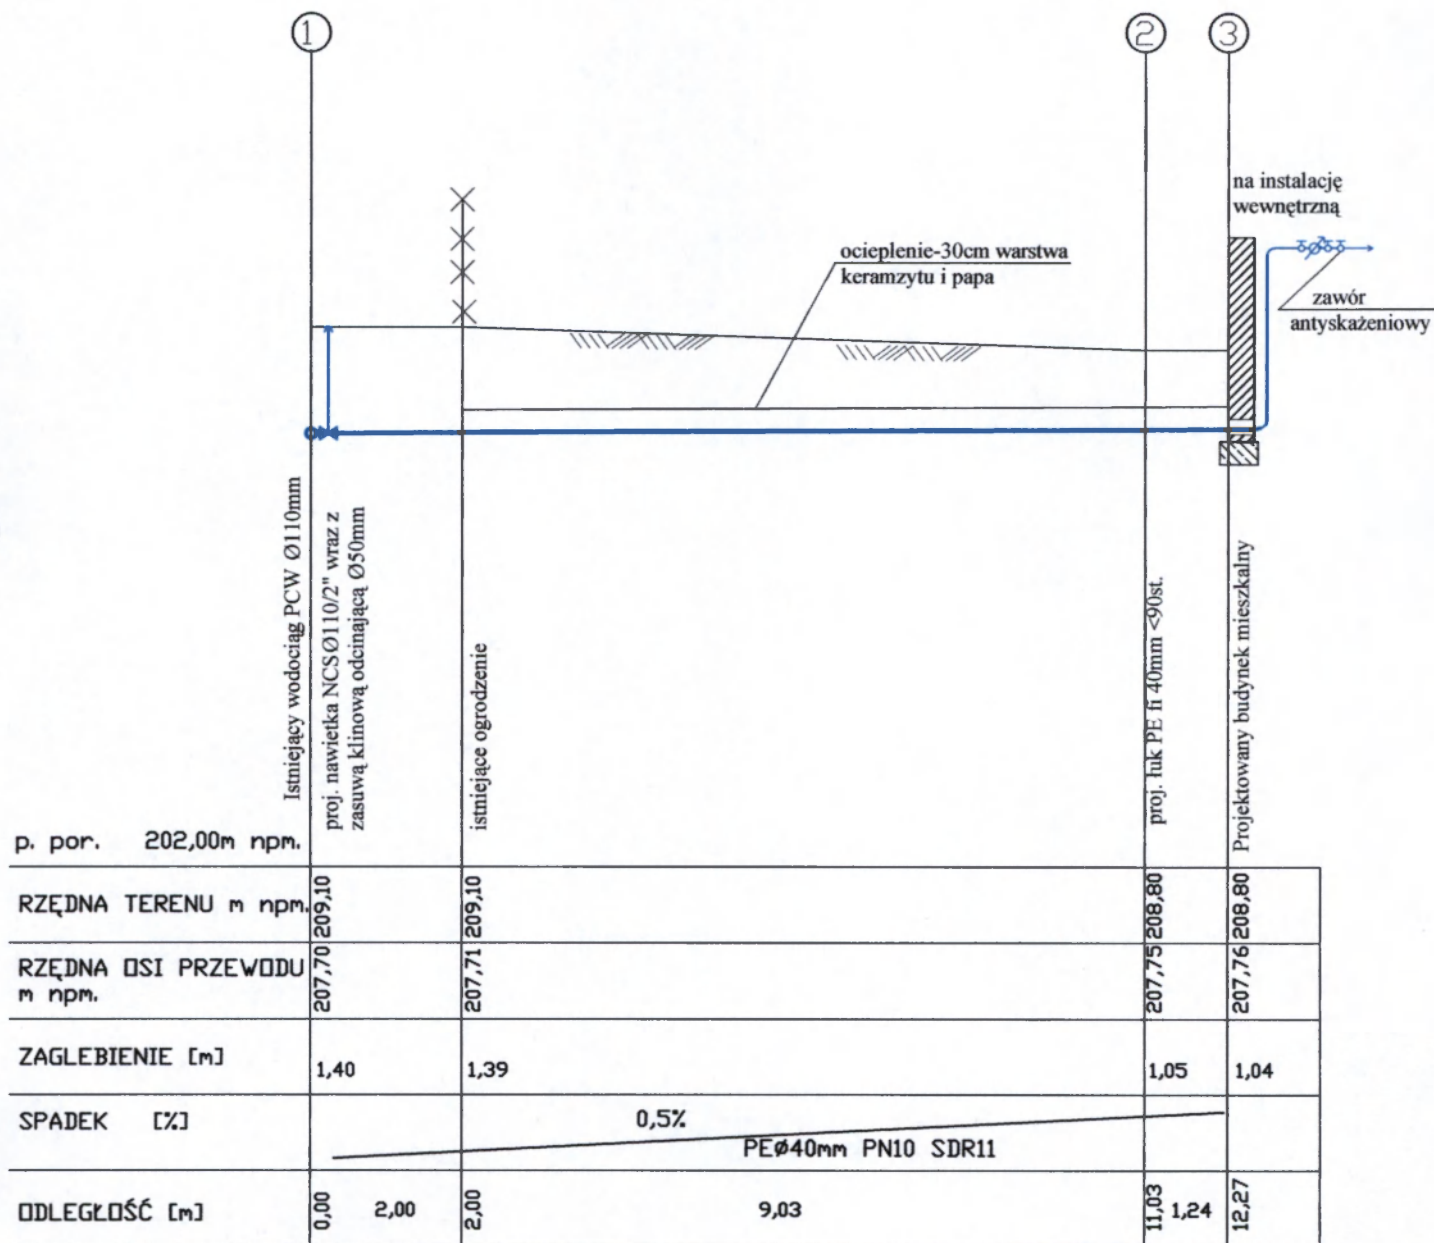 1
2
3
na instalację
wewnętrzną
ocieplenie-30cm warstwa
keramzytu i papa
zawór
antyskażeniowy
Istniejący wodociąg PCW Ø110mm
proj. nawietka NCSØ110/2" wraz z
zasuwą klinową odcinającą Ø50mm
istniejące ogrodzenie
proj. łuk PE fi 40mm <90st.
Projektowany budynek mieszkalny
p. por. 202,00m npm.
RZĘDNA TERENU m npm. 209,10 209,10 208,80 208,80
RZĘDNA OSI PRZEWODU
m npm.
207,70 207,71 207,75 207,76
ZAGLEBIENIE [m] 1,40 1,39 1,05 1,04
SPADEK [%] 0,5%
PEØ40mm PN10 SDR11
ODLEGŁOŚĆ [m] 0,00 2,00 2,00 9,03 11,03 1,24 12,27